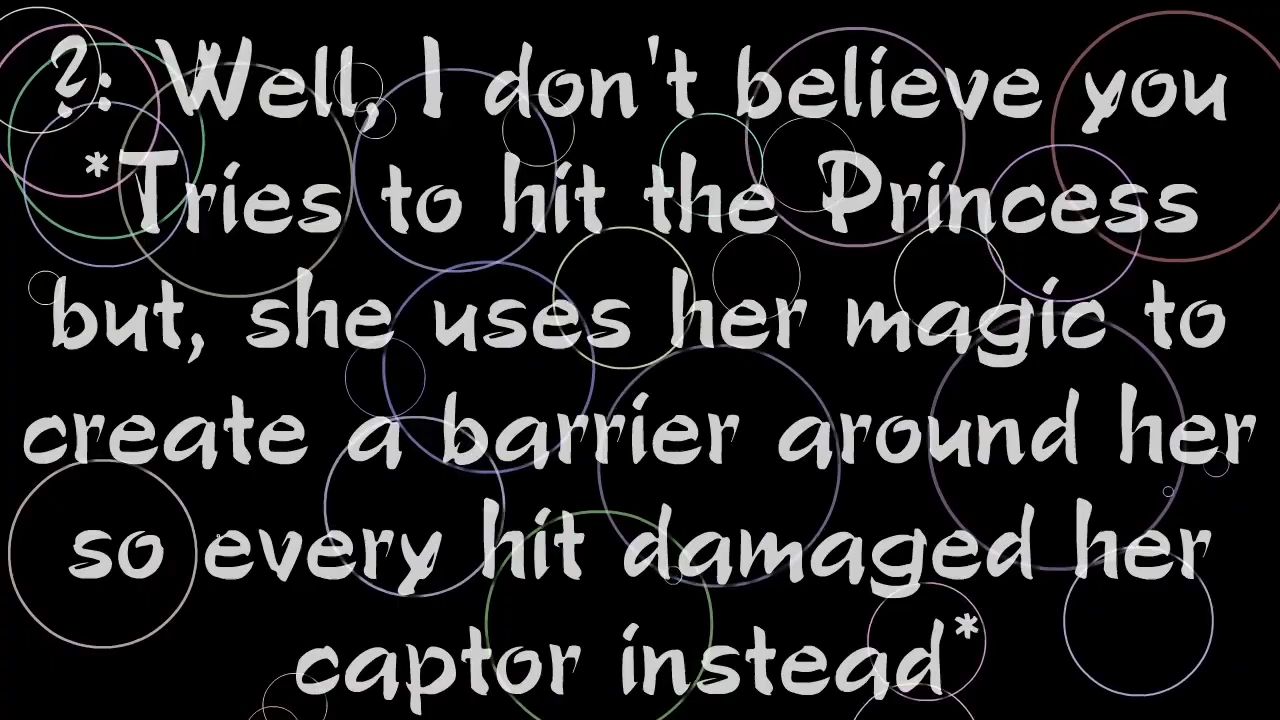 ?: Well, I don't believe you
*Tries to hit the Princess
but, she uses her magic to
create a barrier around her
so every hit damaged her
captor instead*